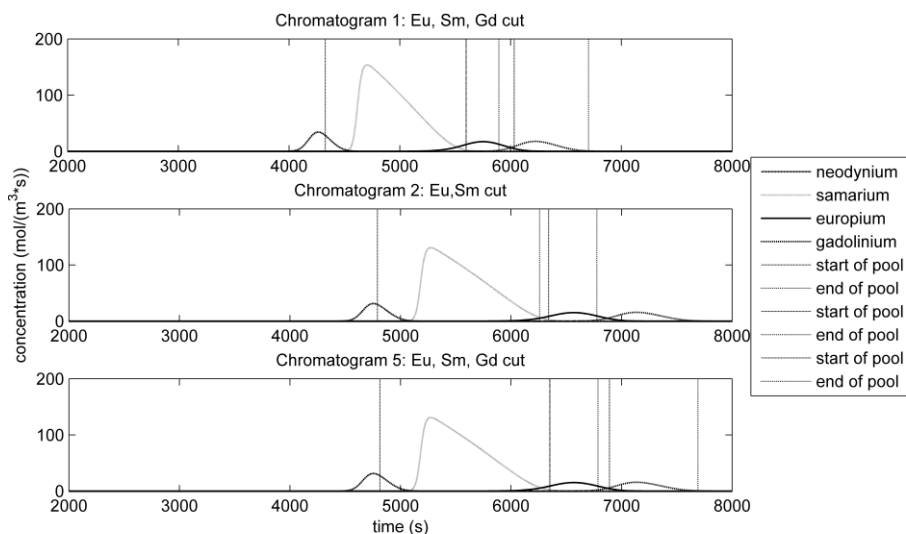 Chromatogram 1: Eu, Sm, Gd cut
200
100
0
2000 3000 4000 5000 6000 7000 8000
Chromatogram 2: Eu,Sm cut
200
100
0
2000 3000 4000 5000 6000 7000 8000
Chromatogram 5: Eu, Sm, Gd cut
200
100
0
2000 3000 4000 5000 6000 7000 8000
time (s)
concentration (mol/(m³*s))
neodynium
samarium
europium
gadolinium
start of pool
end of pool
start of pool
end of pool
start of pool
end of pool